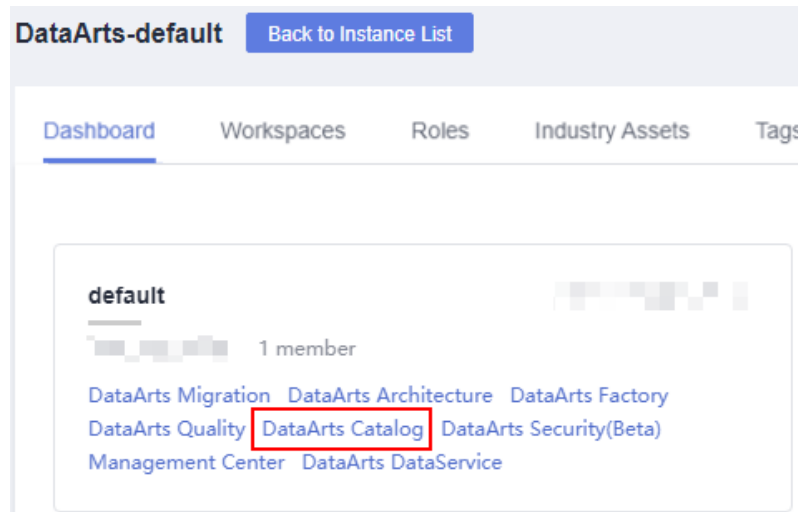 DataArts-default Back to Instance List
Dashboard Workspaces Roles Industry Assets Tags
default
1 member
DataArts Migration DataArts Architecture DataArts Factory
DataArts Quality DataArts Catalog DataArts Security(Beta)
Management Center DataArts DataService